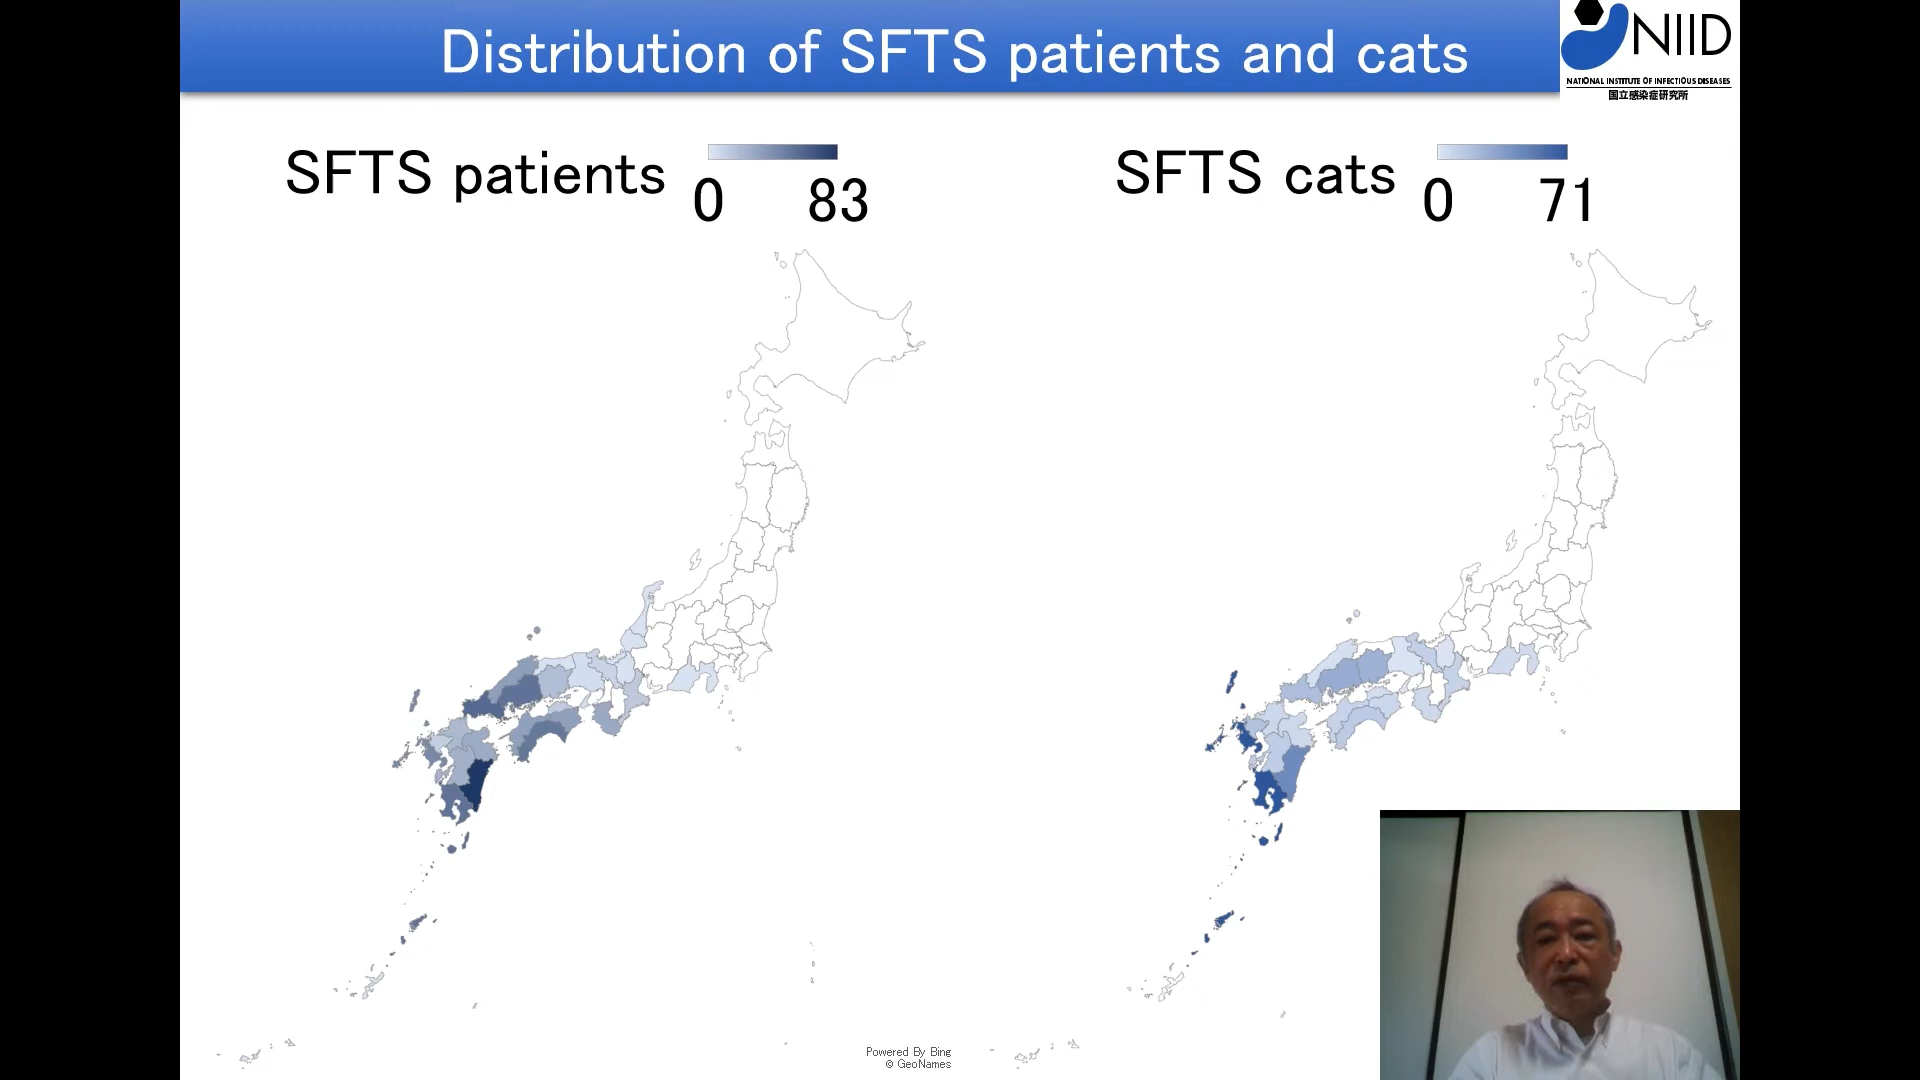 Distribution of SFTS patients and cats
NIID
NATIONAL INSTITUTE OF INFECTIOUS DISEASES
国立感染症研究所
SFTS patients
0 83
SFTS cats
0 71
Powered By Bing
© GeoNames